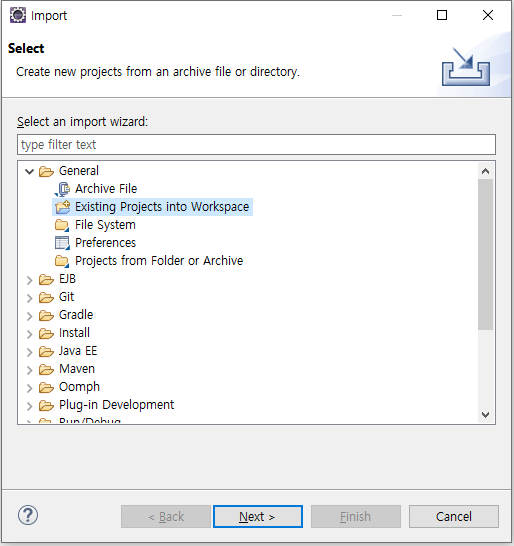 Import
Select
Create new projects from an archive file or directory.
Select an import wizard:
type filter text
General
Archive File
Existing Projects into Workspace
File System
Preferences
Projects from Folder or Archive
EJB
Git
Gradle
Install
Java EE
Maven
Oomph
Plug-in Development
Run/Debug
?
< Back
Next >
Finish
Cancel